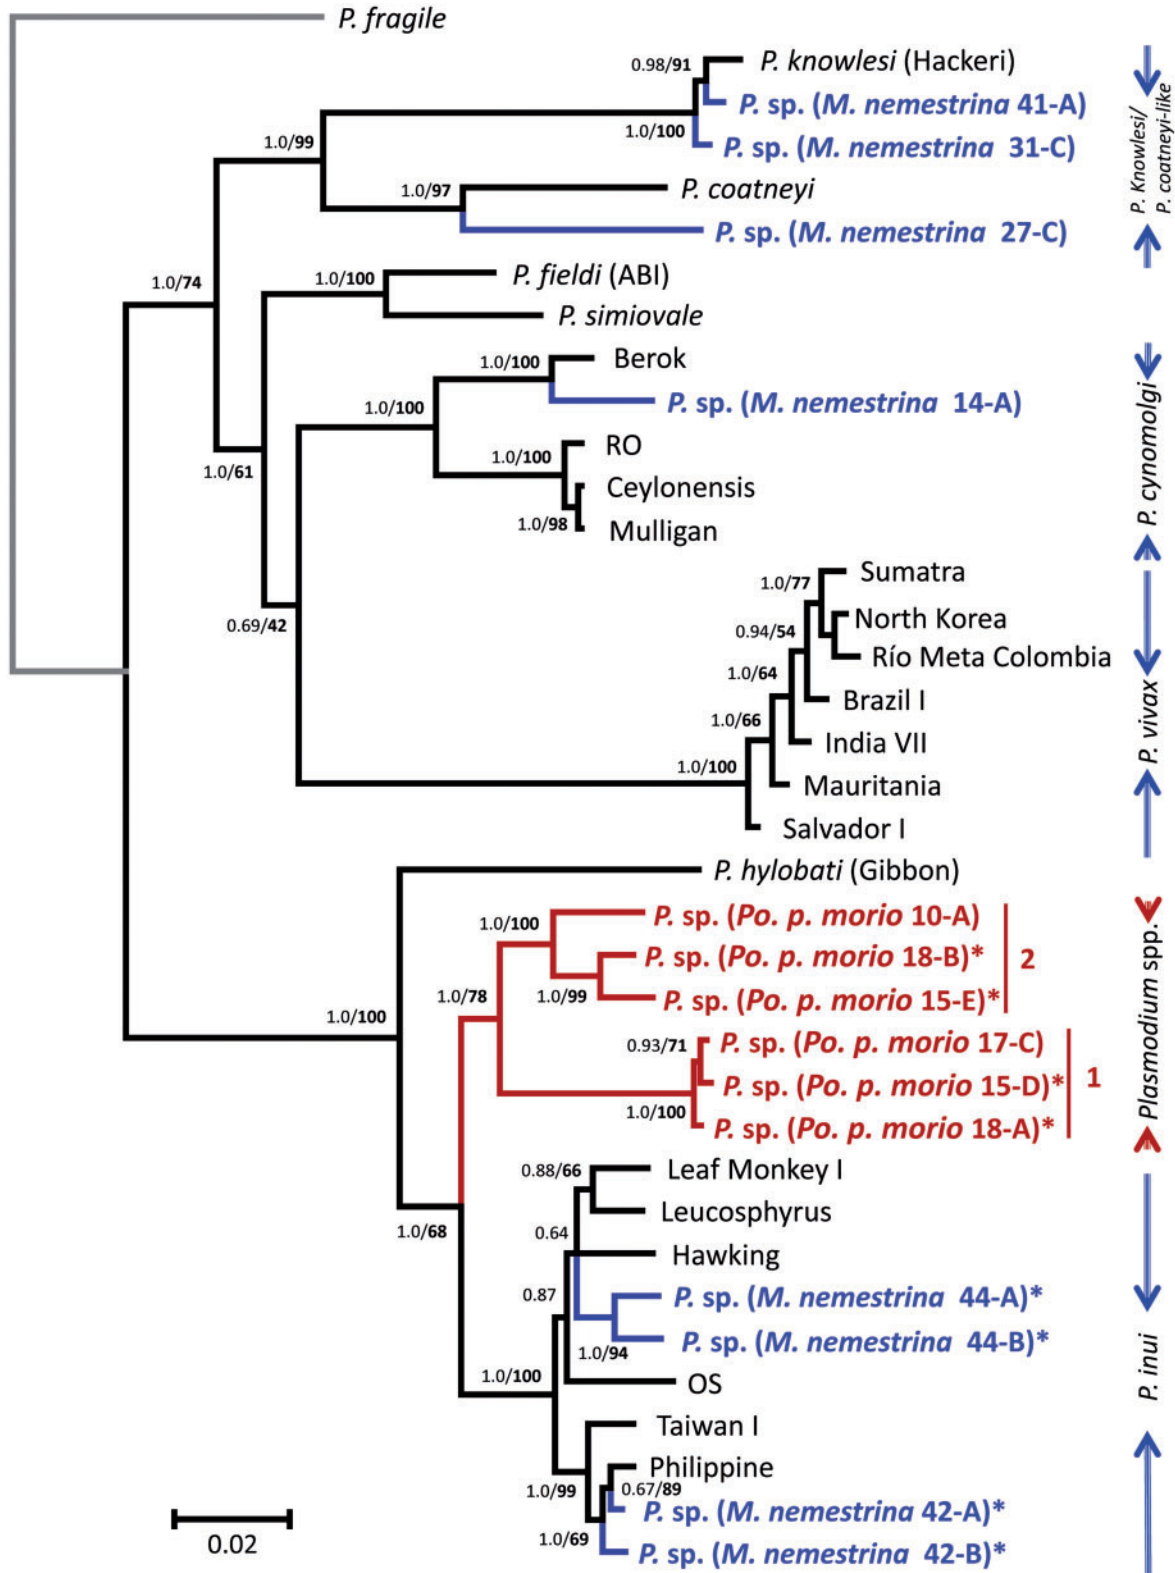 P. fragile
0.98/91
P. knowlesi (Hackeri)
P. sp. (M. nemestrina 41-A)
1.0/100
P. sp. (M. nemestrina 31-C)
1.0/99
1.0/97
P. coatneyi
P. sp. (M. nemestrina 27-C)
P. Knowlesi/
P. coatneyi-like
1.0/74
1.0/100
P. fieldi (ABI)
P. simiovale
1.0/100
Berok
P. sp. (M. nemestrina 14-A)
1.0/100
1.0/61
1.0/100
RO
Ceylonensis
1.0/98
Mulligan
P. cynomolgi
1.0/77
Sumatra
0.69/42
0.94/54
North Korea
Río Meta Colombia
1.0/64
Brazil I
1.0/66
India VII
1.0/100
Mauritania
Salvador I
P. vivax
P. hylobati (Gibbon)
1.0/100
P. sp. (Po. p. morio 10-A)
P. sp. (Po. p. morio 18-B)*
2
1.0/78
1.0/99
P. sp. (Po. p. morio 15-E)*
1.0/100
0.93/71
P. sp. (Po. p. morio 17-C)
P. sp. (Po. p. morio 15-D)*
1
1.0/100
P. sp. (Po. p. morio 18-A)*
Plasmodium spp.
0.88/66
Leaf Monkey I
1.0/68
0.64
Leucosphyrus
Hawking
0.87
P. sp. (M. nemestrina 44-A)*
P. sp. (M. nemestrina 44-B)*
1.0/94
1.0/100
OS
Taiwan I
Philippine
1.0/99
0.67/89
P. sp. (M. nemestrina 42-A)*
1.0/69
P. sp. (M. nemestrina 42-B)*
P. inui
0.02